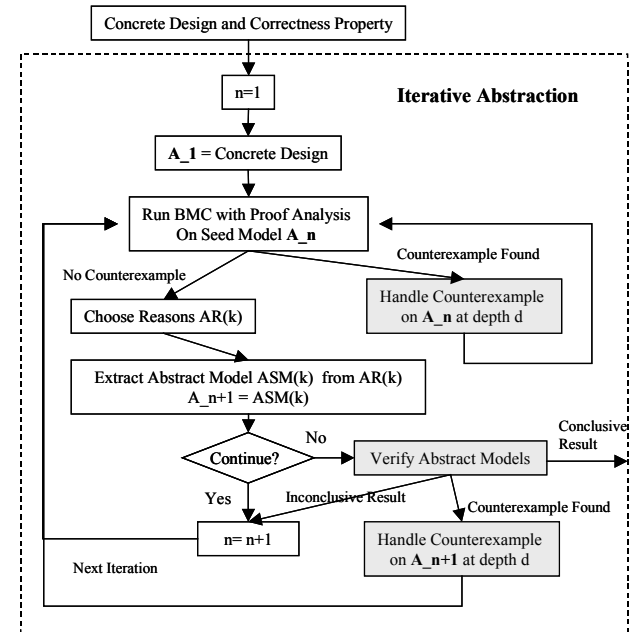 Concrete Design and Correctness Property
n=1
Iterative Abstraction
A_1 = Concrete Design
Run BMC with Proof Analysis
On Seed Model A_n
Counterexample Found
No Counterexample
Handle Counterexample
on A_n at depth d
Choose Reasons AR(k)
Extract Abstract Model ASM(k) from AR(k)
A_n+1 = ASM(k)
Conclusive
Result
No
Continue?
Verify Abstract Models
Yes
Inconclusive Result
Counterexample Found
n= n+1
Handle Counterexample
on A_n+1 at depth d
Next Iteration